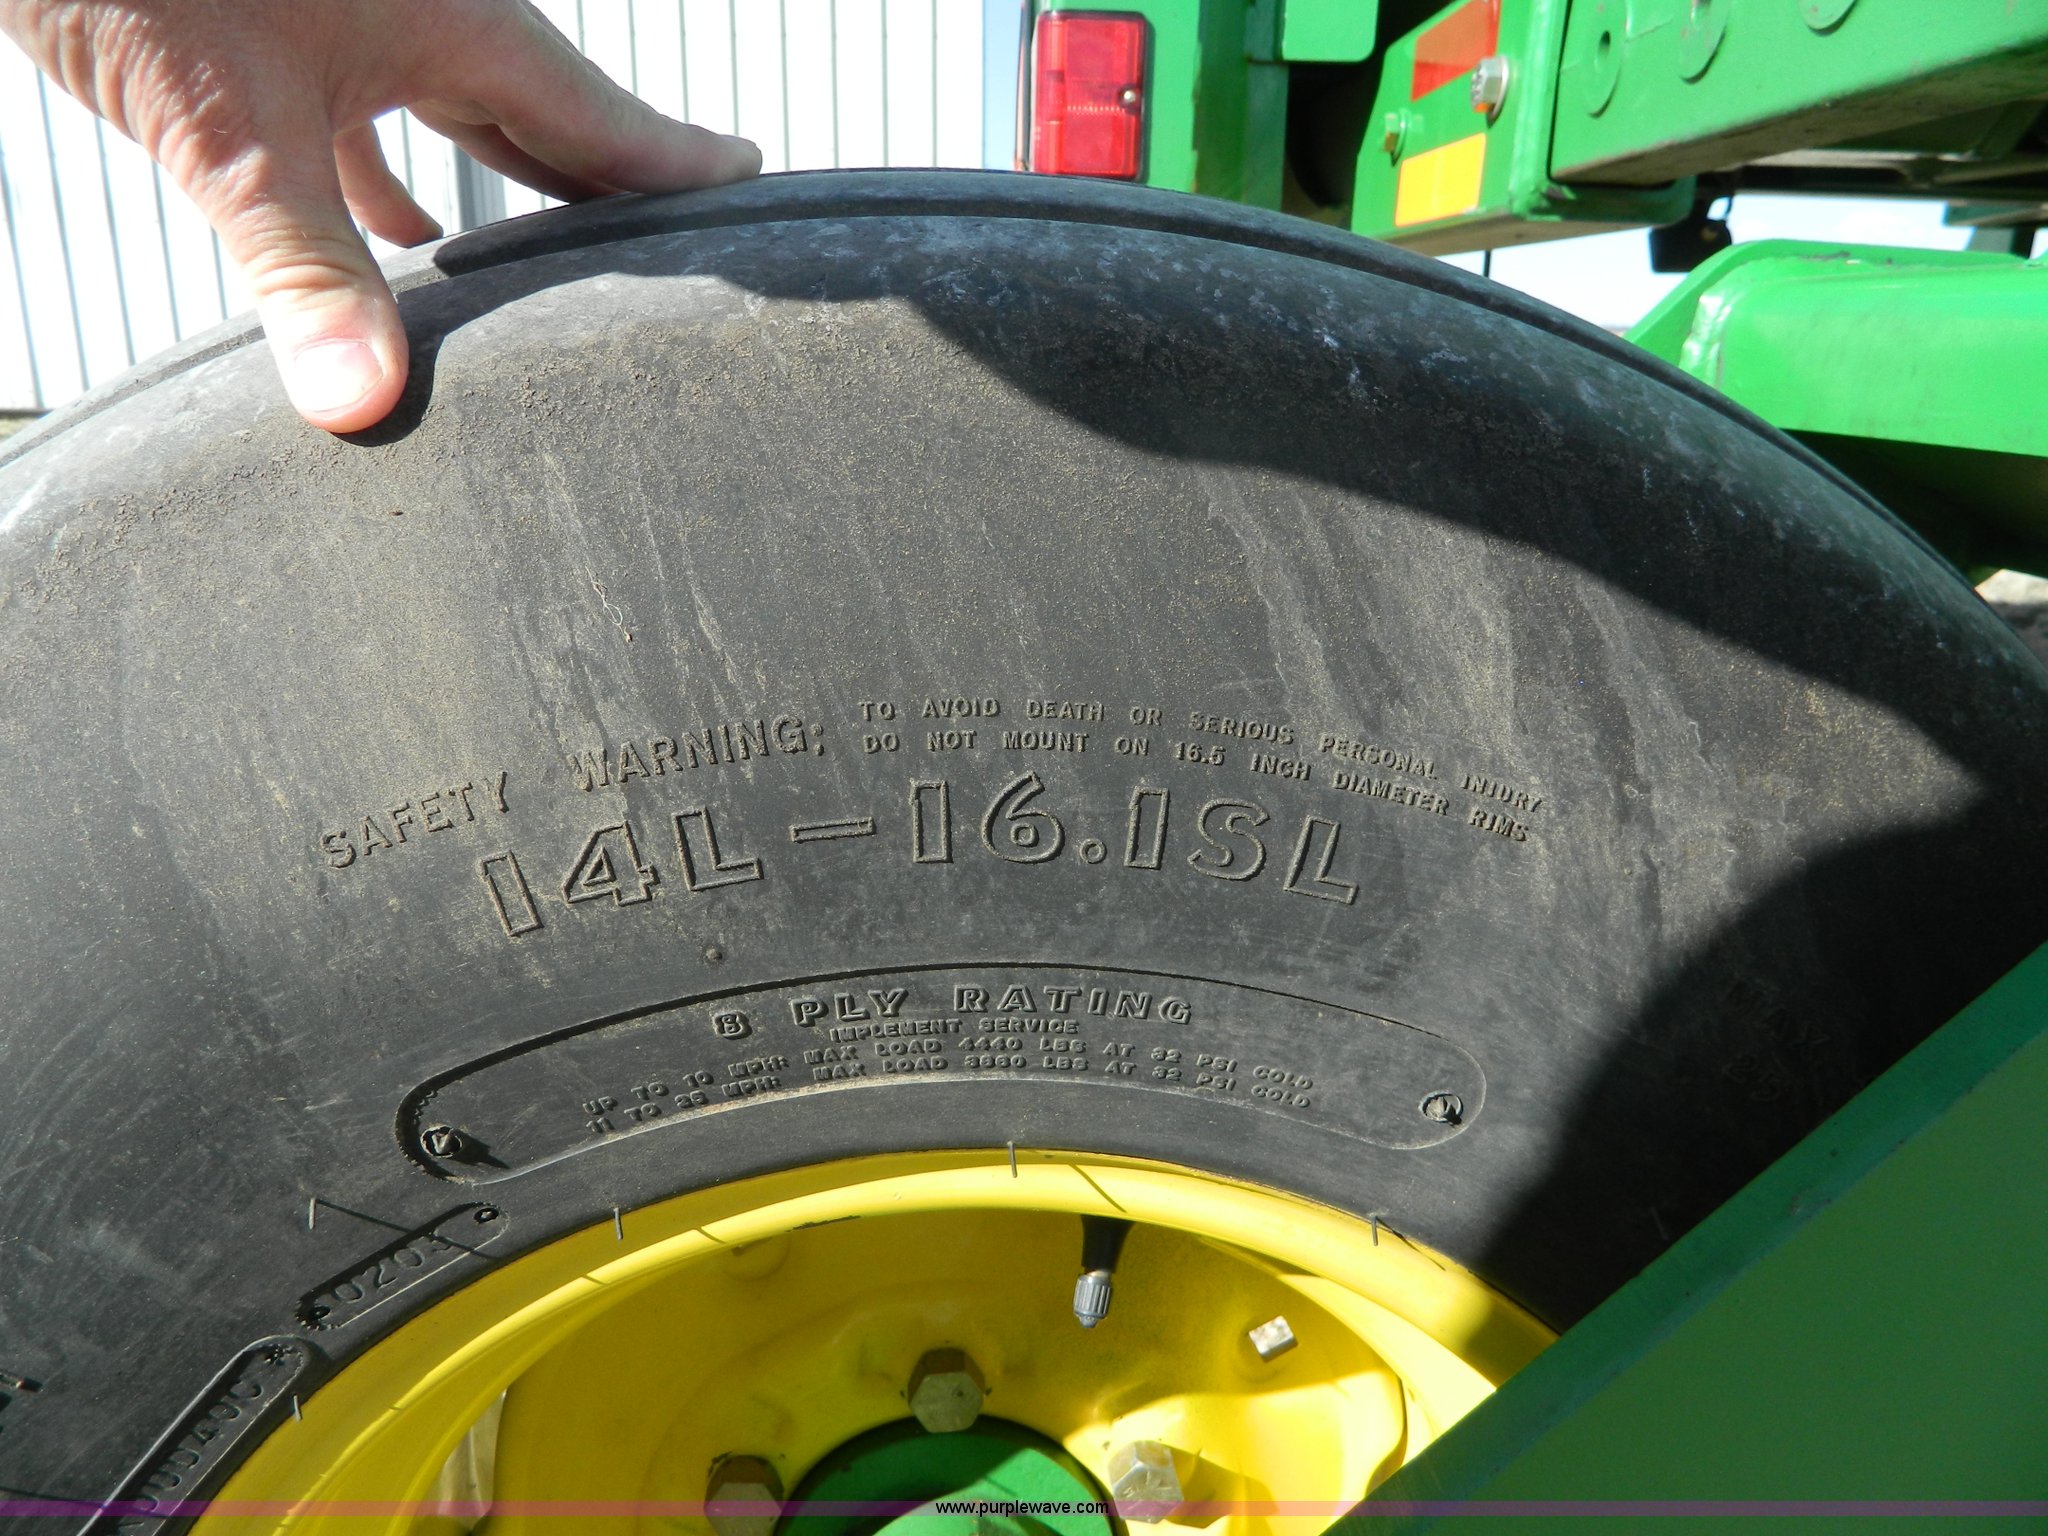 SAFETY WARNING:
TO AVOID DEATH OR SERIOUS PERSONAL INJURY
DO NOT MOUNT ON 16.5 INCH DIAMETER RIMS
14L-16.1SL
8 PLY RATING
IMPLEMENT SERVICE
UP TO 10 MPH: MAX LOAD 4440 LBS AT 32 PSI COLD
11 TO 25 MPH: MAX LOAD 3860 LBS AT 32 PSI COLD
MAX
www.purplewave.com